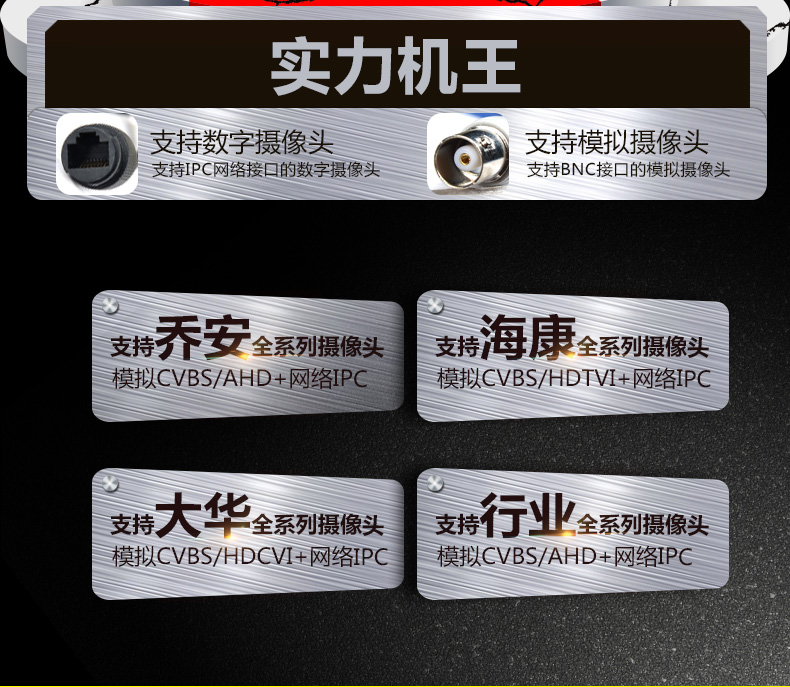 实力机王
支持数字摄像头
支持IPC网络接口的数字摄像头
支持模拟摄像头
支持BNC接口的模拟摄像头
支持乔安全系列摄像头
模拟CVBS/AHD+网络IPC
支持海康全系列摄像头
模拟CVBS/HDTVI+网络IPC
支持大华全系列摄像头
模拟CVBS/HDCVI+网络IPC
支持行业全系列摄像头
模拟CVBS/AHD+网络IPC